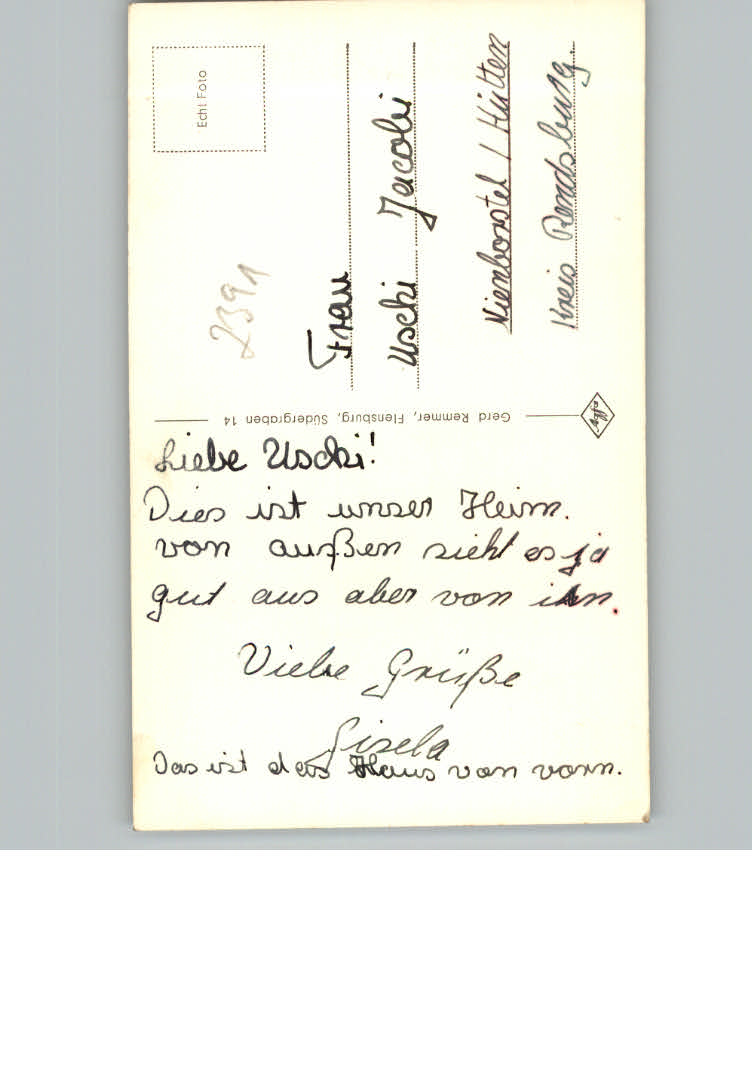 Echt Foto
2391
Frau
Uschi Jacobi
Nienborstel / Hütten
Kreis Rendsburg.
Gerd Remmer, Flensburg, Südergraben 14
Liebe Uschi!
Dies ist unser Heim.
von außen sieht es ja
gut aus aber von inn.
Viele Grüße
Gisela
Das ist das Haus von vorn.